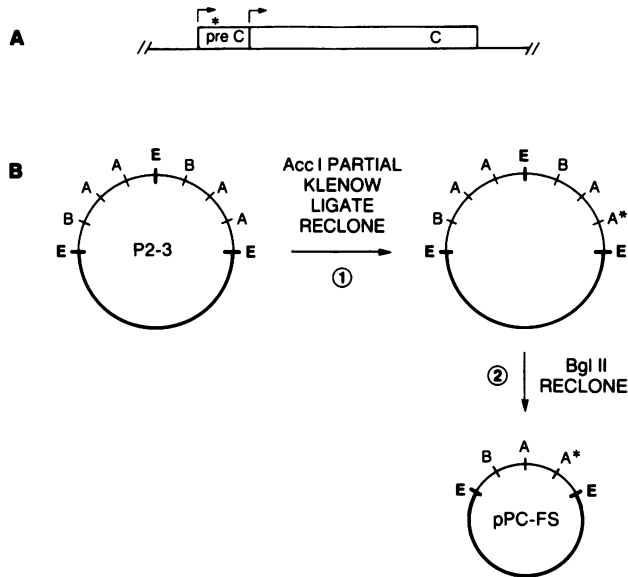 A
*
pre C
C
B
E
A
B
A
A
B
A
E
P2-3
E
Acc I PARTIAL
KLENOW
LIGATE
RECLONE
①
E
A
B
A
A
B
A*
E
E
②
Bgl II
RECLONE
A
B
A*
E
E
pPC-FS